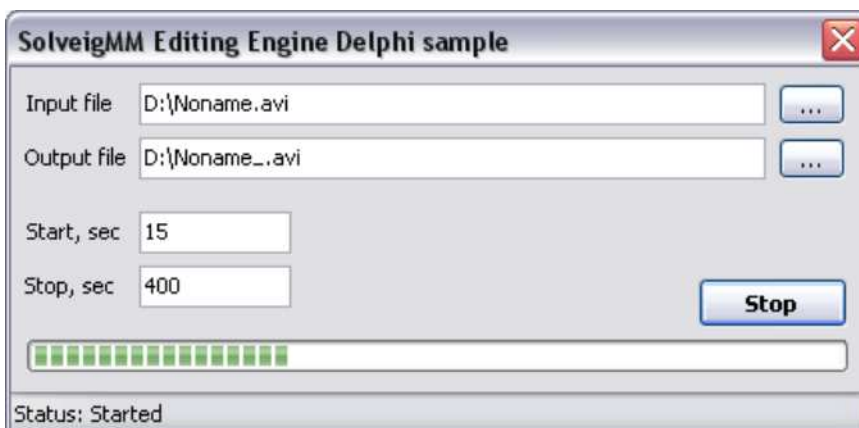 SolveigMM Editing Engine Delphi sample
Input file D:\Noname.avi ...
Output file D:\Noname_.avi ...
Start, sec 15
Stop, sec 400
Stop
Status: Started